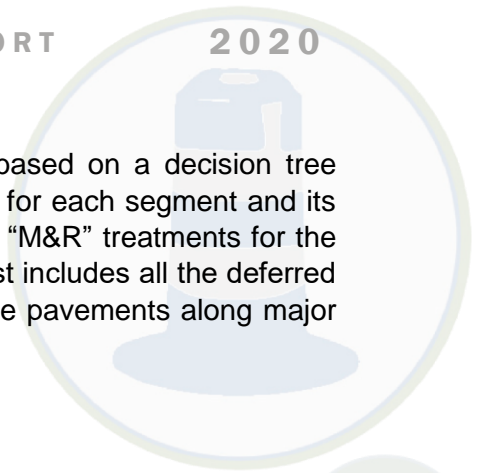 ORT 2020
based on a decision tree
for each segment and its
“M&R” treatments for the
st includes all the deferred
e pavements along major